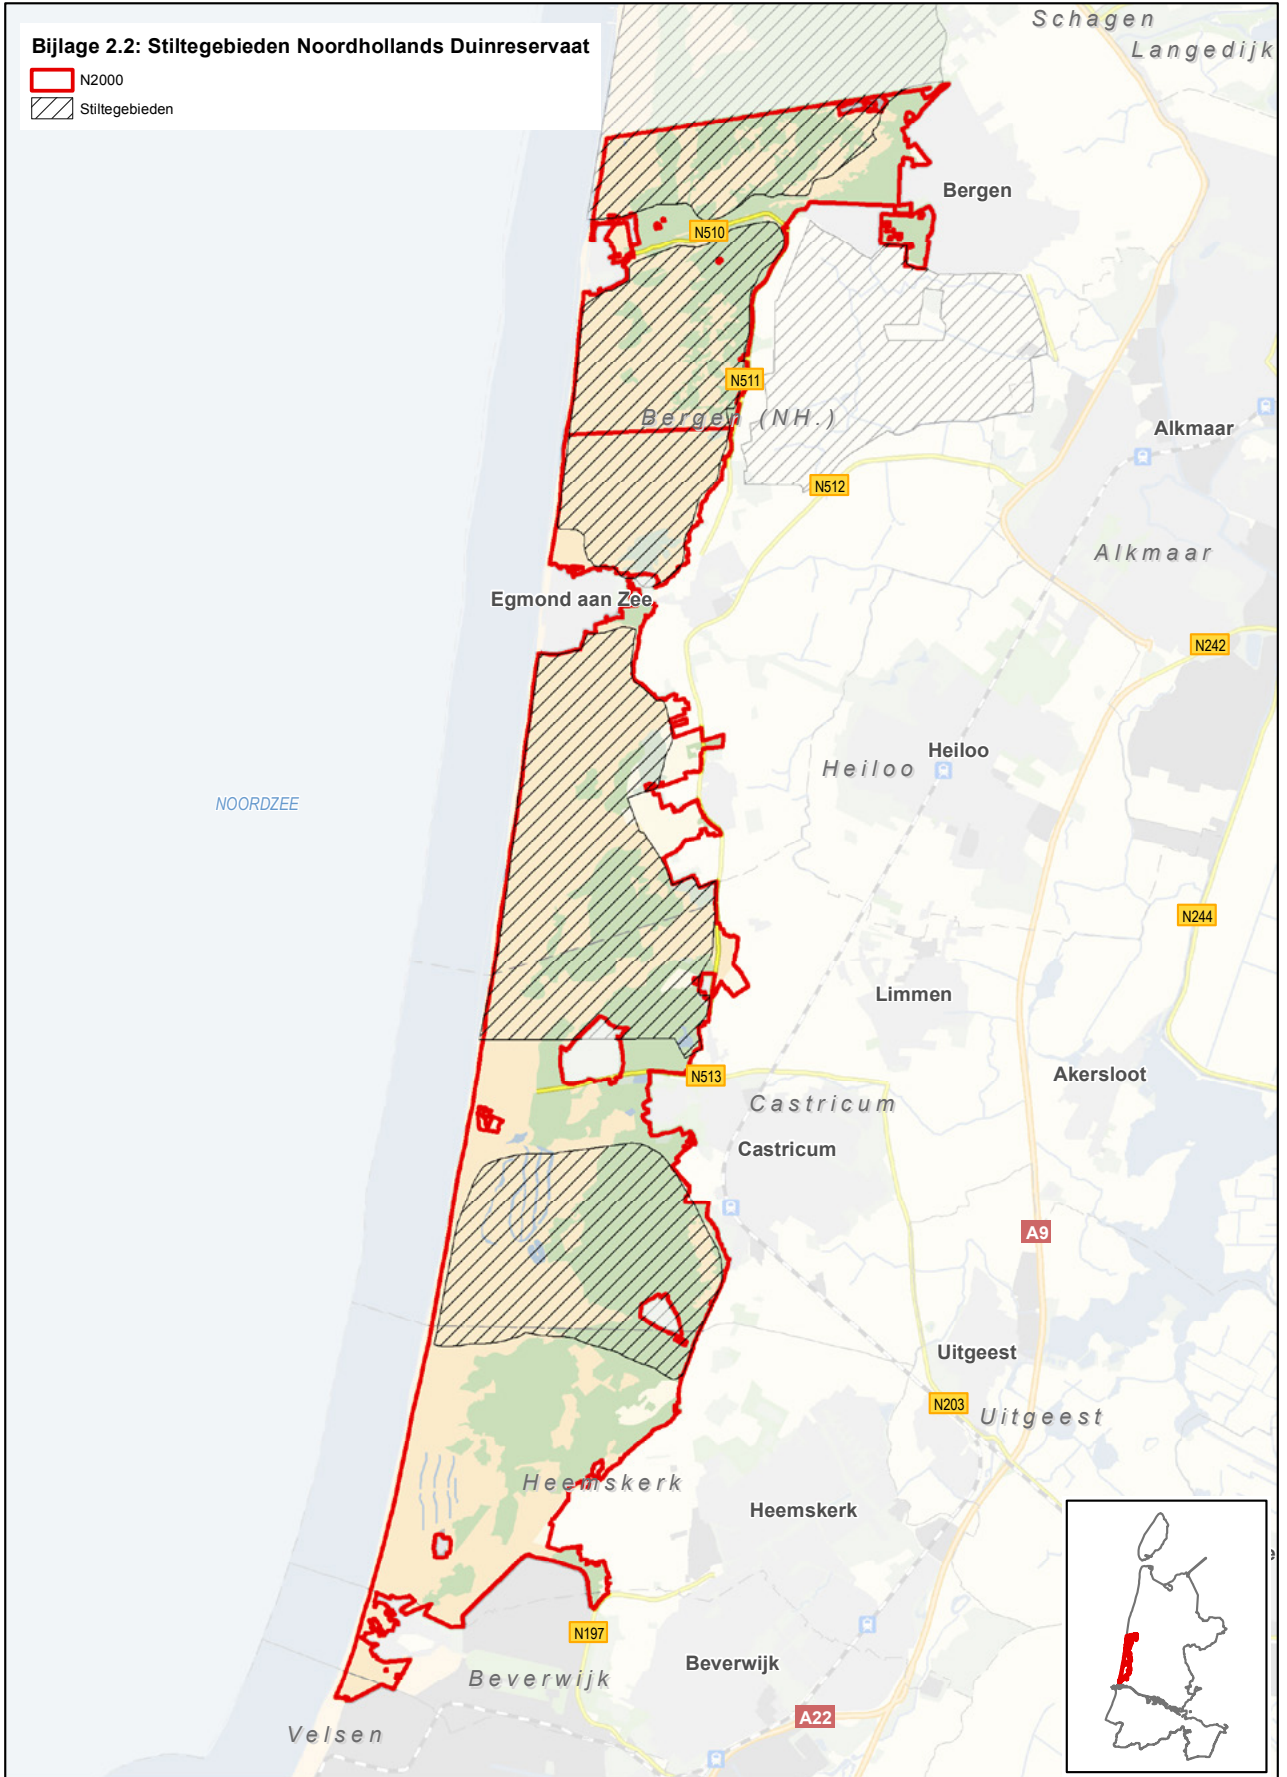 Bijlage 2.2: Stiltegebieden Noordhollands Duinreservaat
N2000
Stiltegebieden
Schagen
Langedijk
Bergen
N510
N511
Bergen (NH.)
Alkmaar
N512
Alkmaar
Egmond aan Zee
N242
Heiloo
Heiloo
NOORDZEE
N244
Limmen
N513
Akersloot
Castricum
Castricum
A9
Uitgeest
N203
Uitgeest
Heemskerk
Heemskerk
N197
Beverwijk
Beverwijk
A22
Velsen